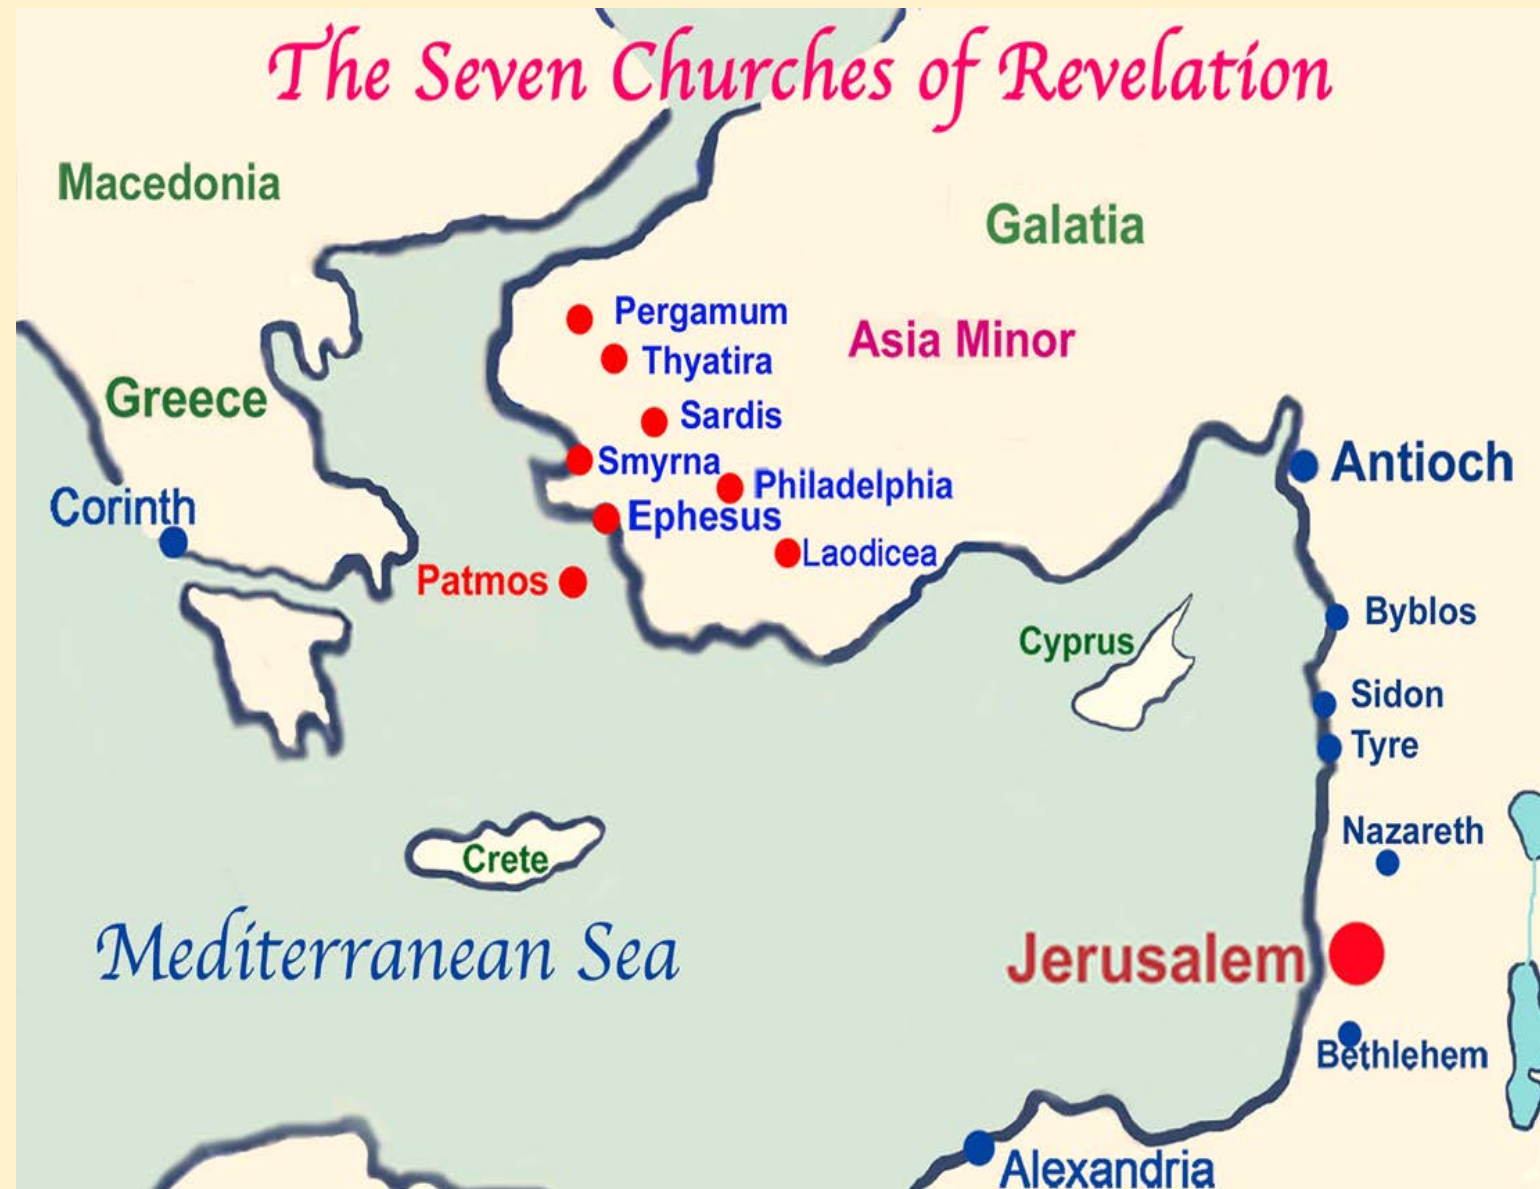 The Seven Churches of Revelation
Macedonia
Galatia
Pergamum
Asia Minor
Thyatira
Greece
Sardis
Smyrna
Antioch
Philadelphia
Corinth
Ephesus
Laodicea
Patmos
Byblos
Cyprus
Sidon
Tyre
Nazareth
Crete
Mediterranean Sea
Jerusalem
Bethlehem
Alexandria